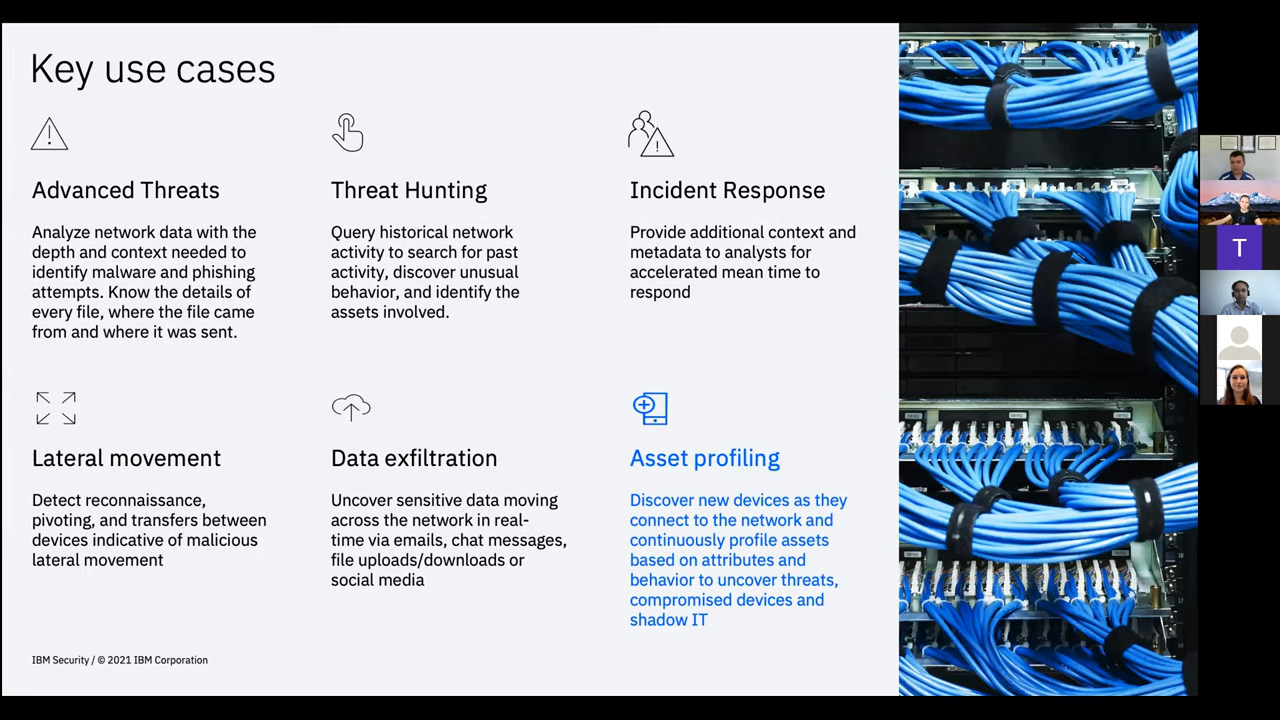 Key use cases
Advanced Threats
Analyze network data with the
depth and context needed to
identify malware and phishing
attempts. Know the details of
every file, where the file came
from and where it was sent.
Threat Hunting
Query historical network
activity to search for past
activity, discover unusual
behavior, and identify the
assets involved.
Incident Response
Provide additional context and
metadata to analysts for
accelerated mean time to
respond
Lateral movement
Detect reconnaissance,
pivoting, and transfers between
devices indicative of malicious
lateral movement
Data exfiltration
Uncover sensitive data moving
across the network in real-
time via emails, chat messages,
file uploads/downloads or
social media
Asset profiling
Discover new devices as they
connect to the network and
continuously profile assets
based on attributes and
behavior to uncover threats,
compromised devices and
shadow IT
IBM Security / © 2021 IBM Corporation
T